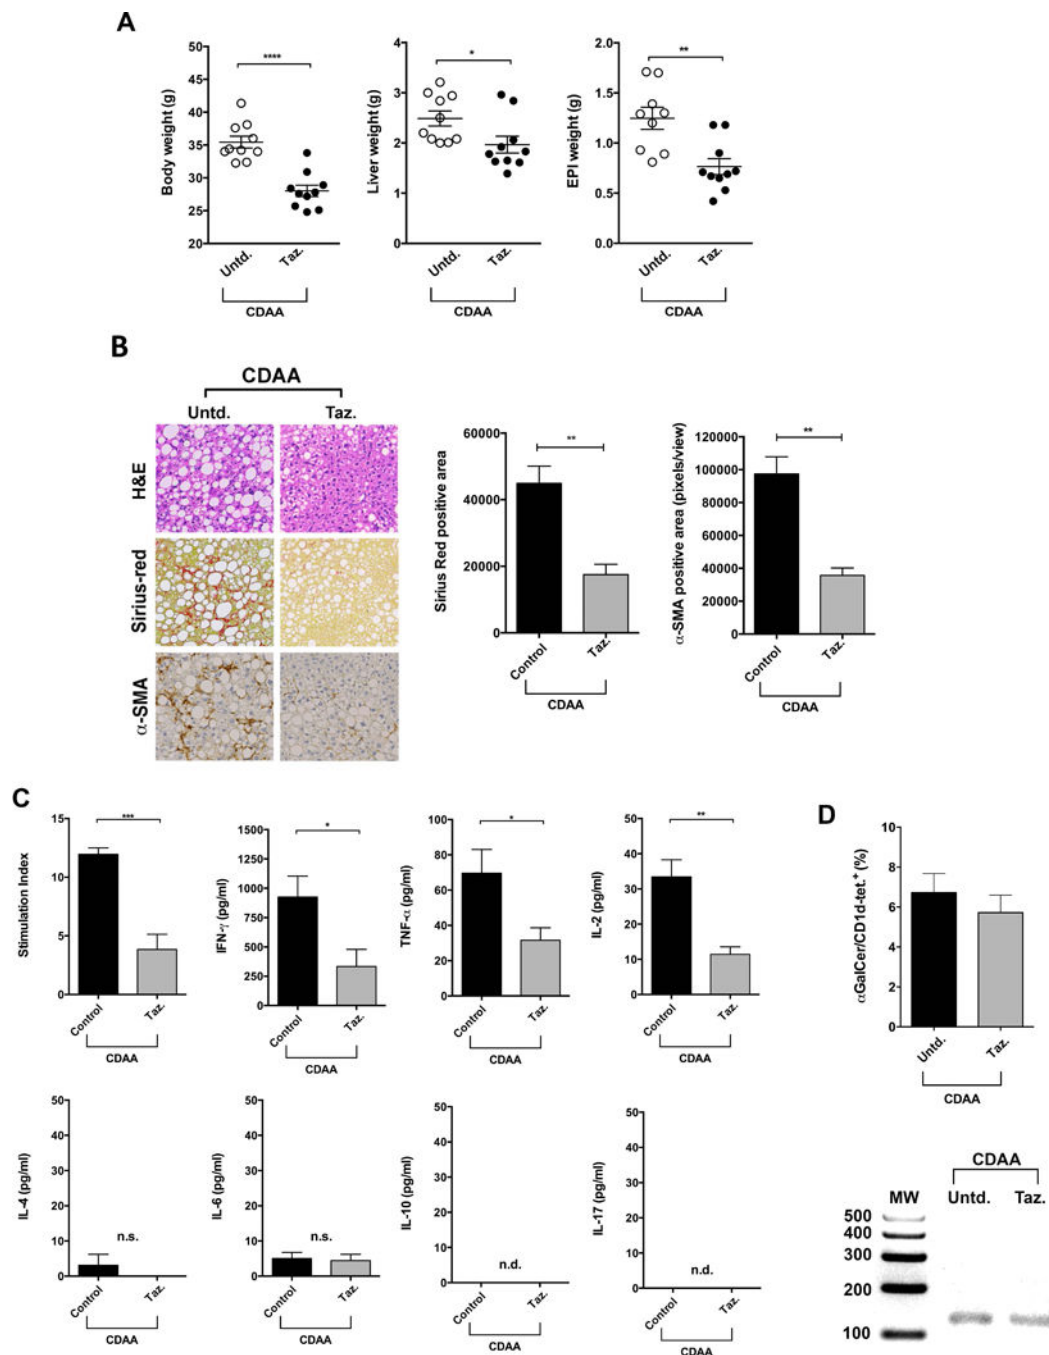 A
Body weight (g)
50
45
40
35
30
25
20
****
Untd.
Taz.
CDAA
Liver weight (g)
4
3
2
1
0
*
Untd.
Taz.
CDAA
EPI weight (g)
2.0
1.5
1.0
0.5
0.0
**
Untd.
Taz.
CDAA
B
CDAA
Untd.
Taz.
H&E
Sirius-red
α-SMA
Sirius Red positive area
60000
40000
20000
0
**
Control
Taz.
CDAA
α-SMA positive area (pixels/view)
120000
100000
80000
60000
40000
20000
0
**
Control
Taz.
CDAA
C
Stimulation Index
15
10
5
0
***
Control
Taz.
CDAA
IFN-γ (pg/ml)
1500
1250
1000
750
500
250
0
*
Control
Taz.
CDAA
TNF-α (pg/ml)
100
80
60
40
20
0
*
Control
Taz.
CDAA
IL-2 (pg/ml)
50
40
30
20
10
0
**
Control
Taz.
CDAA
IL-4 (pg/ml)
50
40
30
20
10
0
n.s.
Control
Taz.
CDAA
IL-6 (pg/ml)
50
40
30
20
10
0
n.s.
Control
Taz.
CDAA
IL-10 (pg/ml)
50
40
30
20
10
0
n.d.
Control
Taz.
CDAA
IL-17 (pg/ml)
50
40
30
20
10
0
n.d.
Control
Taz.
CDAA
D
αGalCer/CD1d-tet.⁺ (%)
10
8
6
4
2
0
Untd.
Taz.
CDAA
CDAA
MW
Untd.
Taz.
500
400
300
200
100